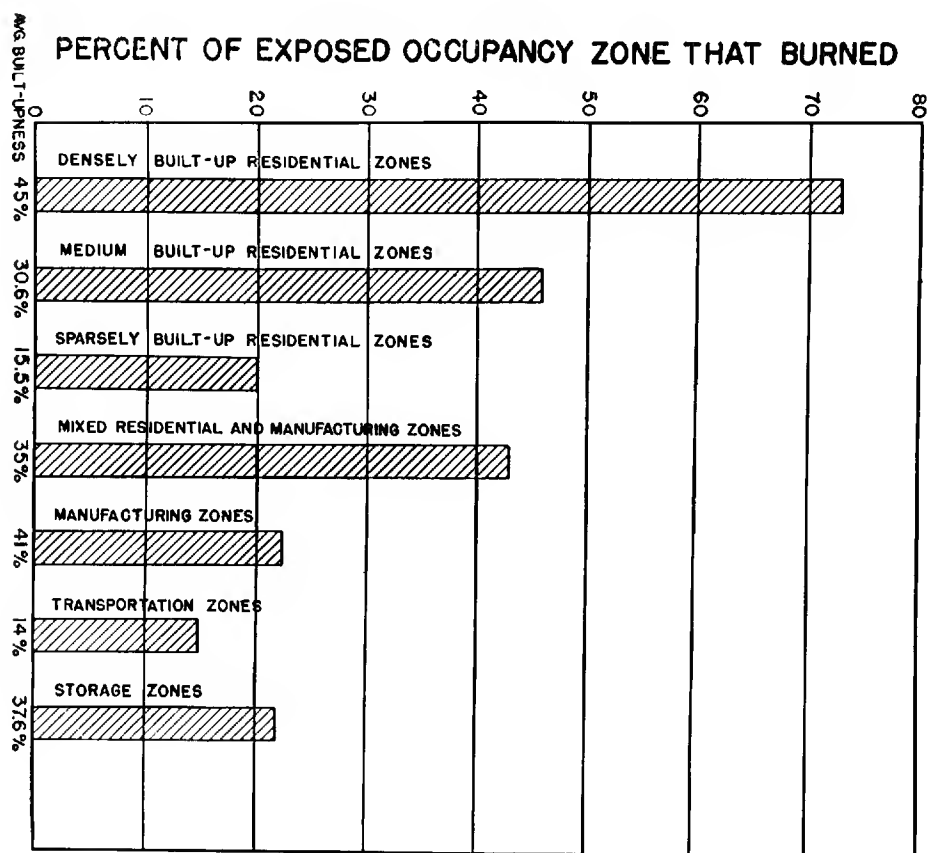 PERCENT OF EXPOSED OCCUPANCY ZONE THAT BURNED
0 10 20 30 40 50 60 70 80
AVG. BUILT-UPNESS
DENSELY BUILT-UP RESIDENTIAL ZONES
45%
MEDIUM BUILT-UP RESIDENTIAL ZONES
30.6%
SPARSELY BUILT-UP RESIDENTIAL ZONES
15.5%
MIXED RESIDENTIAL AND MANUFACTURING ZONES
35%
MANUFACTURING ZONES
41%
TRANSPORTATION ZONES
14%
STORAGE ZONES
37.6%